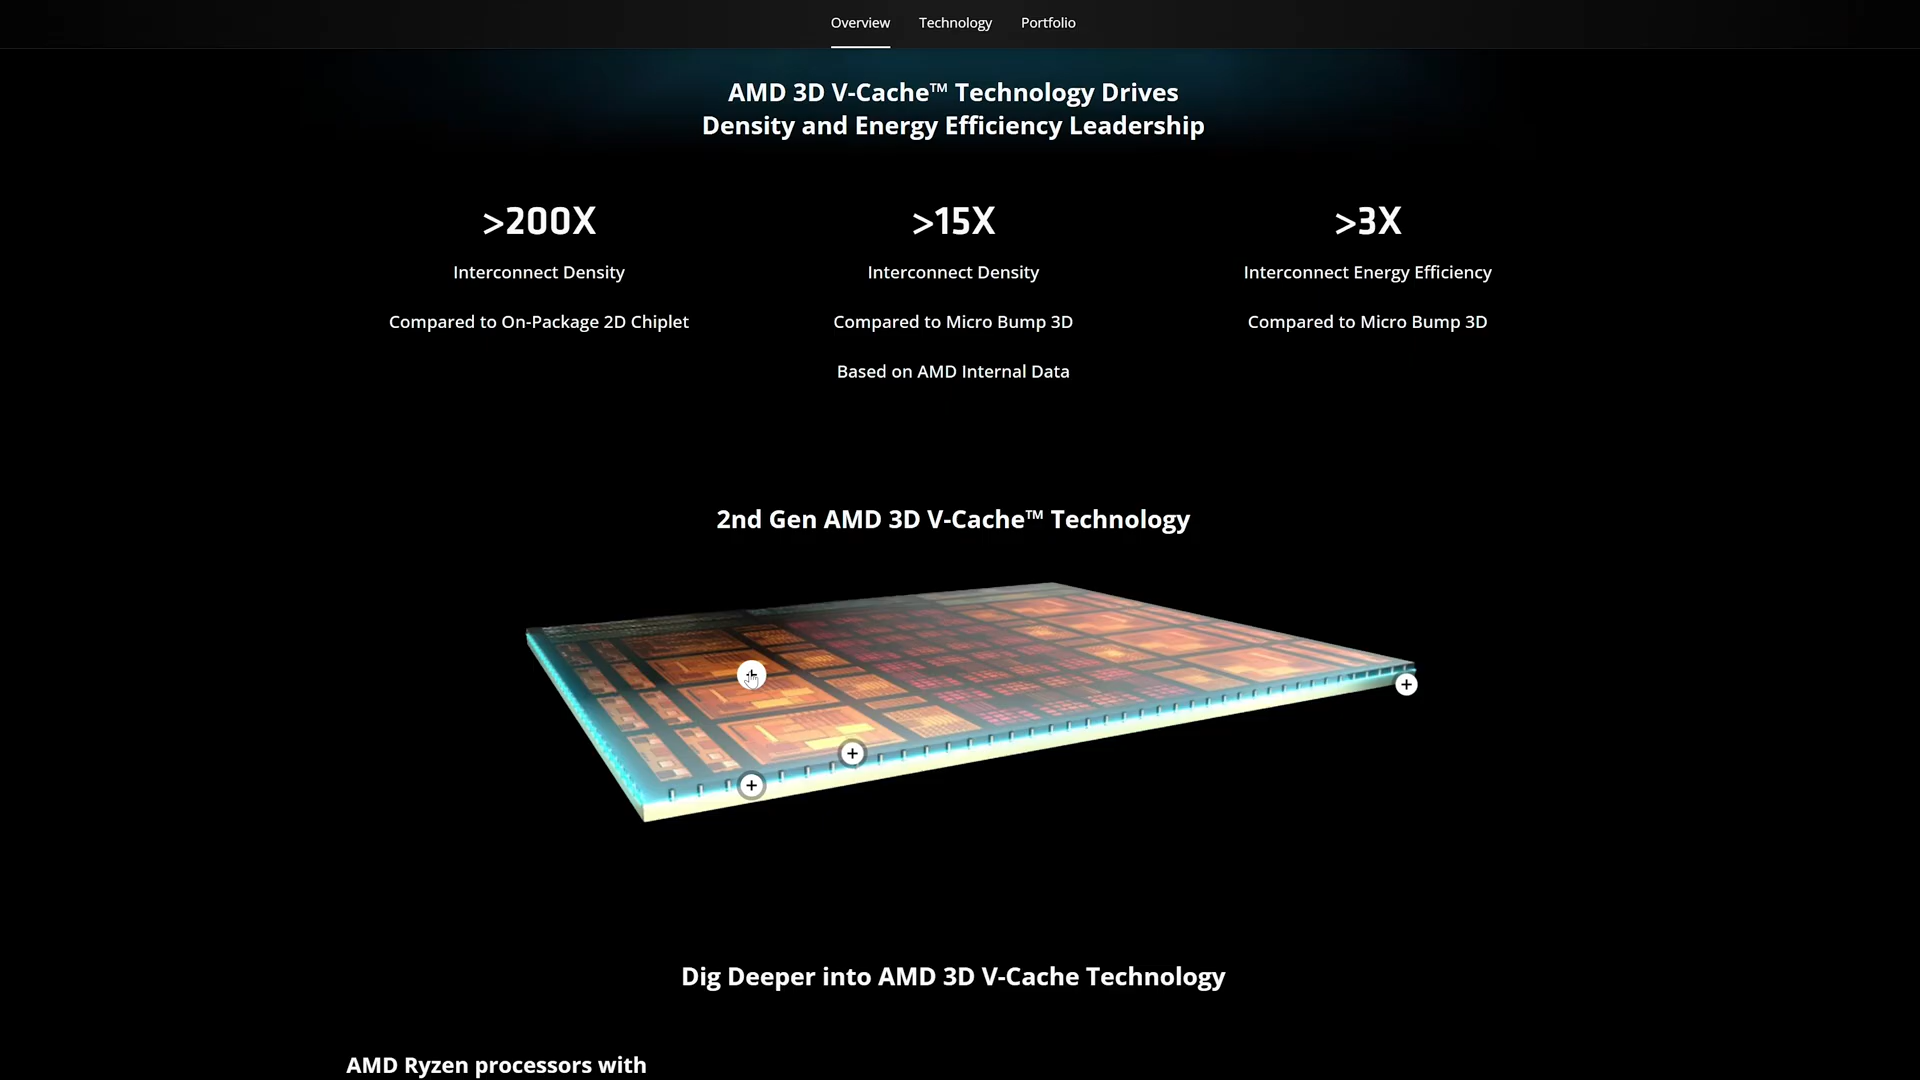 Overview Technology Portfolio
AMD 3D V-Cache™ Technology Drives
Density and Energy Efficiency Leadership
>200X
Interconnect Density
Compared to On-Package 2D Chiplet
>15X
Interconnect Density
Compared to Micro Bump 3D
Based on AMD Internal Data
>3X
Interconnect Energy Efficiency
Compared to Micro Bump 3D
2nd Gen AMD 3D V-Cache™ Technology
Dig Deeper into AMD 3D V-Cache Technology
AMD Ryzen processors with